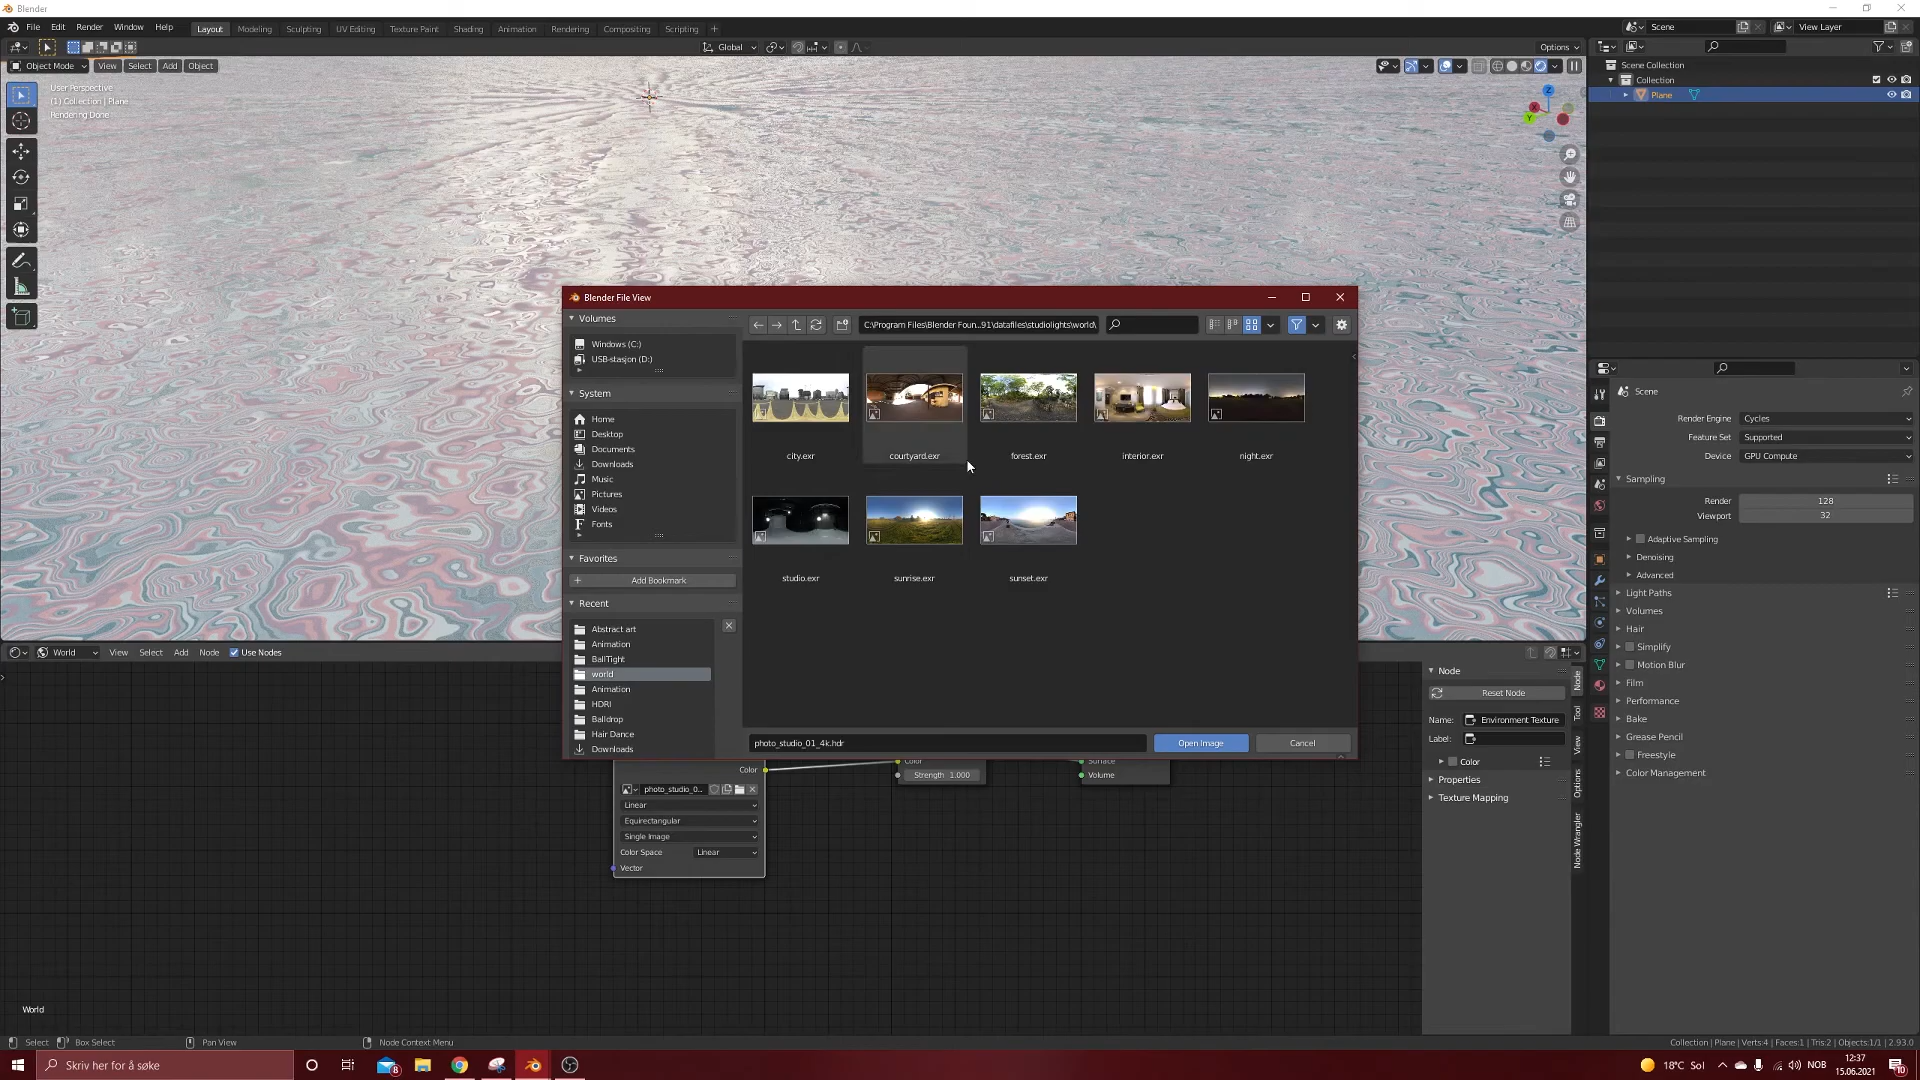 Blender
File Edit Render Window Help
Layout Modeling Sculpting UV Editing Texture Paint Shading Animation Rendering Compositing Scripting +
Scene
View Layer
Global
Options
Object Mode View Select Add Object
User Perspective
(1) Collection | Plane
Rendering Done
Z
X
Y
Scene Collection
Collection
Plane
Blender File View
Volumes
Windows (C:)
USB-stasjon (D:)
System
Home
Desktop
Documents
Downloads
Music
Pictures
Videos
Fonts
Favorites
Add Bookmark
Recent
Abstract art
Animation
BallTight
world
Animation
HDRI
Balldrop
Hair Dance
Downloads
C:\Program Files\Blender Foun...91\datafiles\studiolights\world\
city.exr courtyard.exr forest.exr interior.exr night.exr
studio.exr sunrise.exr sunset.exr
photo_studio_01_4k.hdr
Open Image Cancel
Scene
Render Engine Cycles
Feature Set Supported
Device GPU Compute
Sampling
Render 128
Viewport 32
Adaptive Sampling
Denoising
Advanced
Light Paths
Volumes
Hair
Simplify
Motion Blur
Film
Performance
Bake
Grease Pencil
Freestyle
Color Management
World View Select Add Node Use Nodes
Color
photo_studio_0...
Linear
Equirectangular
Single Image
Color Space Linear
Vector
Color
Strength 1.000
Surface
Volume
Node
Reset Node
Name: Environment Texture
Label:
Color
Properties
Texture Mapping
Node
Tool
View
Options
Node Wrangler
World
Select Box Select Pan View Node Context Menu
Collection | Plane | Verts:4 | Faces:1 | Tris:2 | Objects:1/1 | 2.93.0
Skriv her for å søke
8
18°C Sol
NOB
12:37
15.06.2021
10